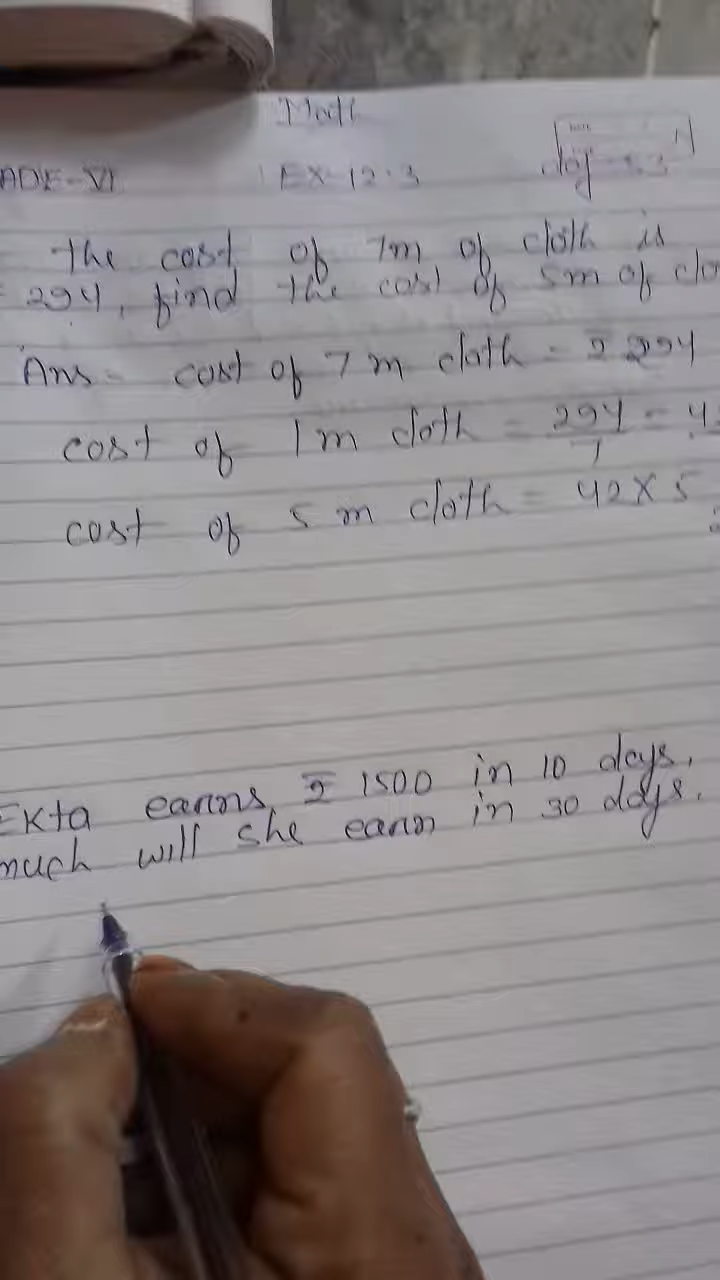 Math
ADE-VI EX-12.3
the cost of 7m of cloth is
294, find the cost of 5m of clo
Ans- cost of 7 m cloth = ₹ 294
cost of 1m cloth = 294/7 = 4
cost of 5 m cloth = 42 X 5
Ekta earns ₹ 1500 in 10 days.
much will she earn in 30 days.